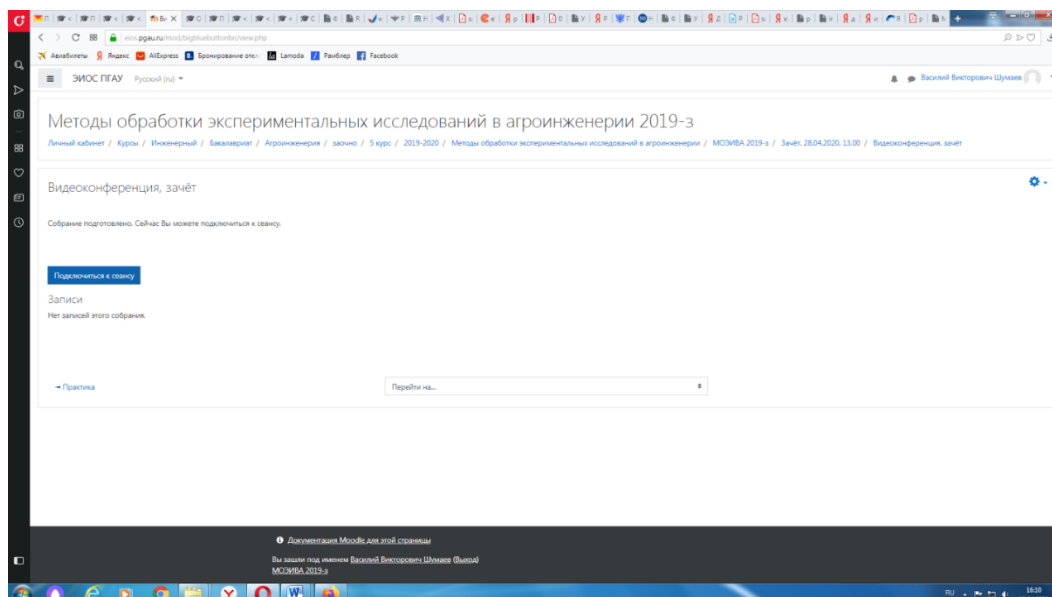 eios.pgau.ru/mod/bigbluebuttonbn/view.php
Авиабилеты Яндекс AliExpress Lamoda Рамблер Facebook
ЭИОС ПГАУ Русский (ru)
Василий Викторович Шумаев
Методы обработки экспериментальных исследований в агроинженерии 2019-з
Личный кабинет / Курсы / Инженерный / Бакалавриат / Агроинженерия / заочно / 5 курс / 2019-2020 / Методы обработки экспериментальных исследований в агроинженерии / МОЭИВА 2019-з / Зачёт, 28.04.2020, 13.00 / Видеоконференция, зачёт
Видеоконференция, зачёт
Собрание подготовлено. Сейчас Вы можете подключиться к сеансу.
Подключиться к сеансу
Записи
Нет записей этого собрания.
Практика
Перейти на...
Документация Moodle для этой страницы
Вы зашли под именем Василий Викторович Шумаев (Выход)
МОЭИВА 2019-з
RU 16:10